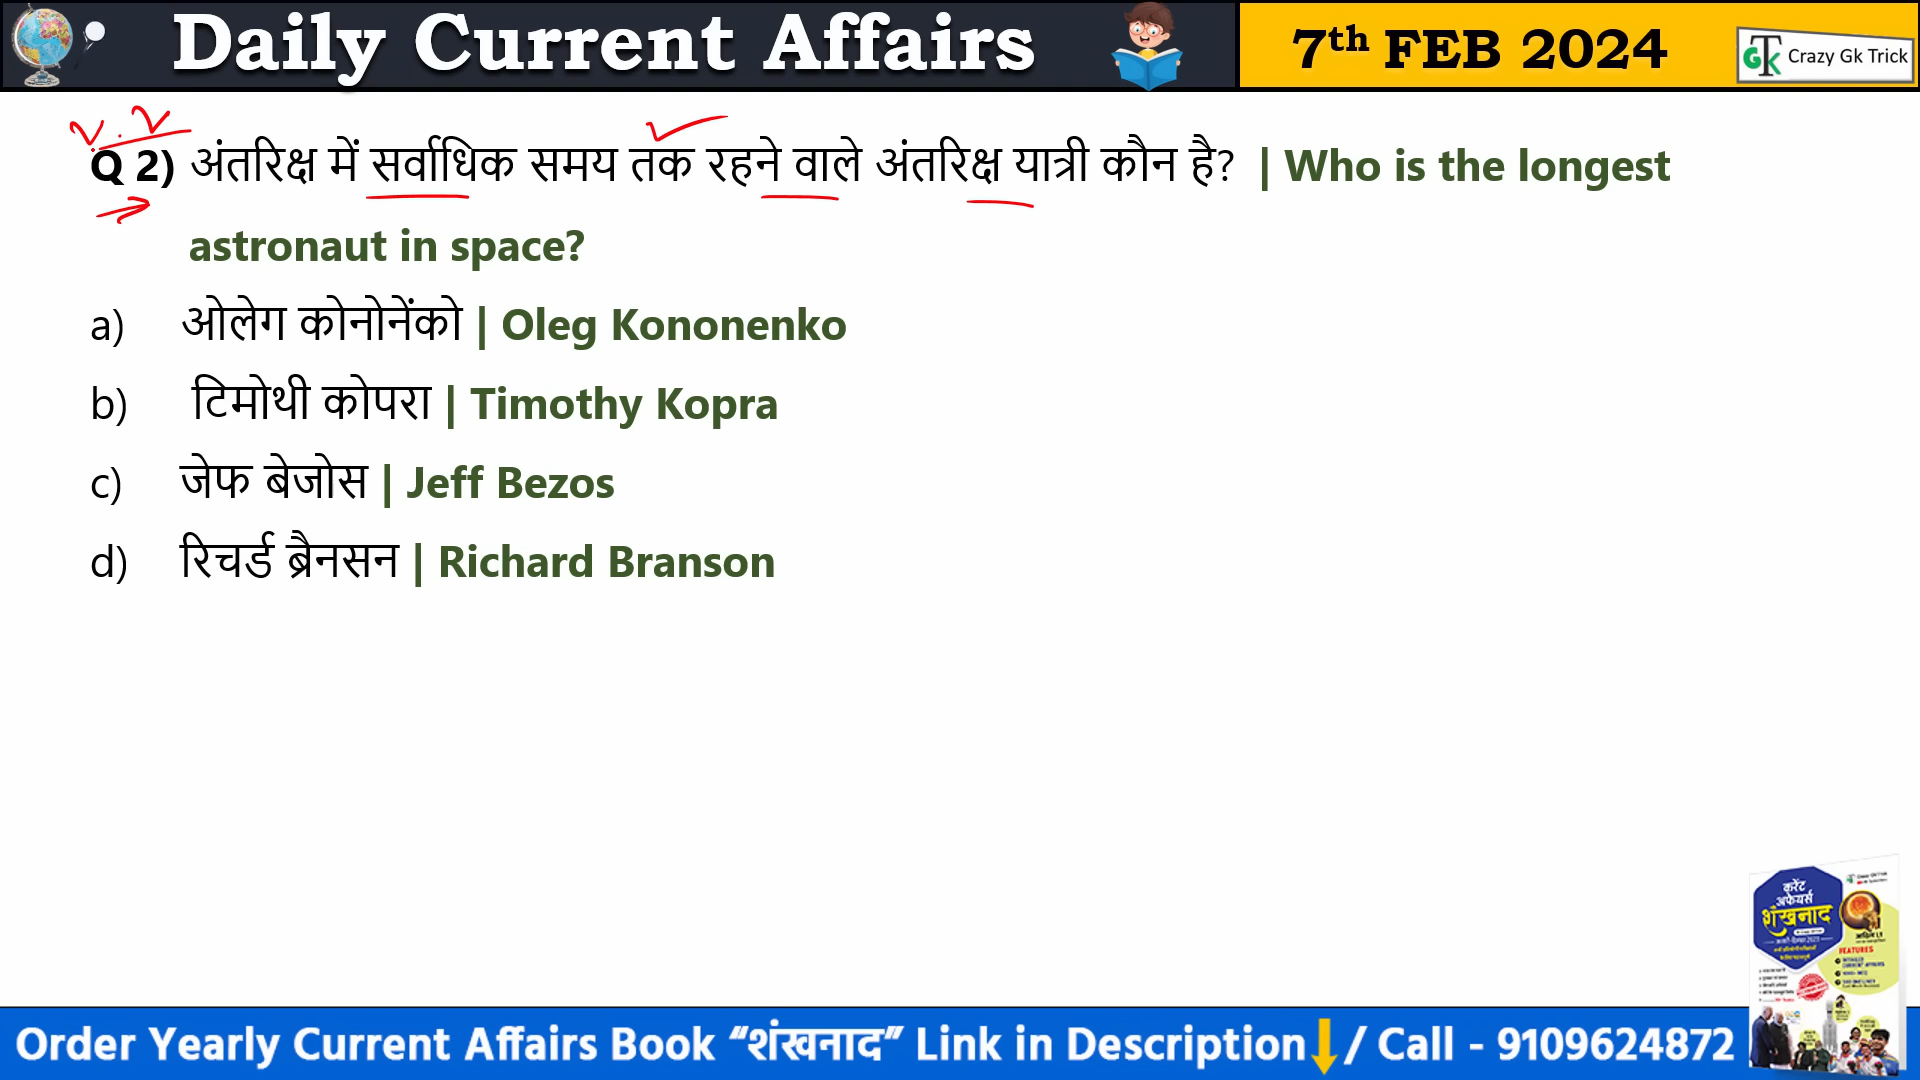 Daily Current Affairs
7th FEB 2024
GTK Crazy Gk Trick
V. V
Q 2) अंतरिक्ष में सर्वाधिक समय तक रहने वाले अंतरिक्ष यात्री कौन है? | Who is the longest
astronaut in space?
a) ओलेग कोनोनेंको | Oleg Kononenko
b) टिमोथी कोपरा | Timothy Kopra
c) जेफ बेजोस | Jeff Bezos
d) रिचर्ड ब्रैनसन | Richard Branson
करेंट
अफेयर्स
शंखनाद
FEATURES
Order Yearly Current Affairs Book “शंखनाद” Link in Description / Call - 9109624872